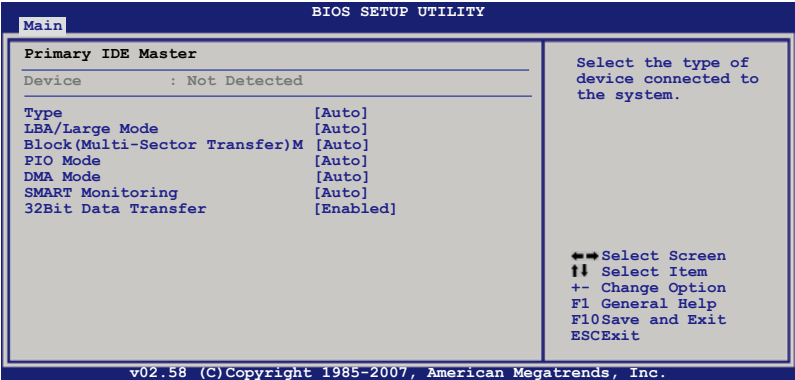 BIOS SETUP UTILITY
Main
Primary IDE Master
Device : Not Detected
Type [Auto]
LBA/Large Mode [Auto]
Block(Multi-Sector Transfer)M [Auto]
PIO Mode [Auto]
DMA Mode [Auto]
SMART Monitoring [Auto]
32Bit Data Transfer [Enabled]
Select the type of
device connected to
the system.
←→Select Screen
↑↓ Select Item
+- Change Option
F1 General Help
F10Save and Exit
ESCExit
v02.58 (C)Copyright 1985-2007, American Megatrends, Inc.